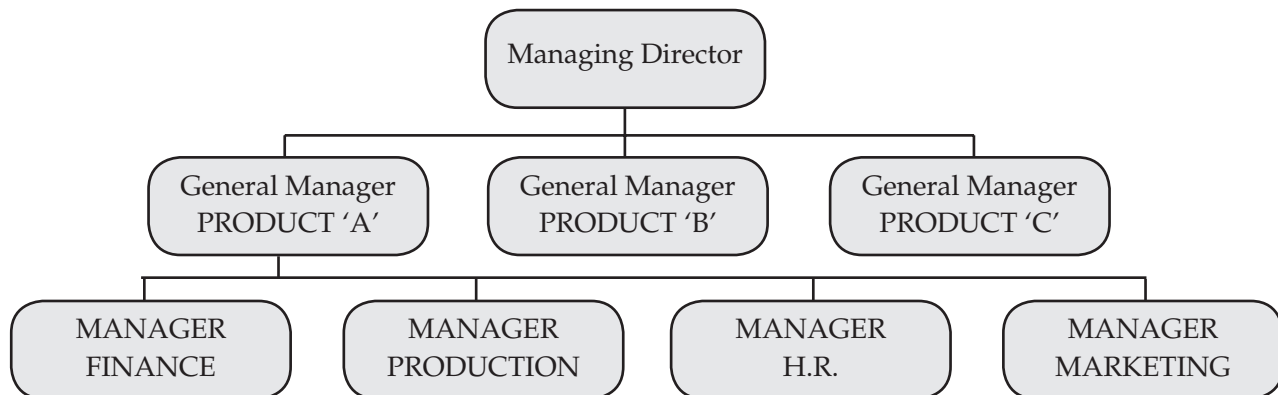 Managing Director
General Manager
PRODUCT ‘A’
General Manager
PRODUCT ‘B’
General Manager
PRODUCT ‘C’
MANAGER
FINANCE
MANAGER
PRODUCTION
MANAGER
H.R.
MANAGER
MARKETING